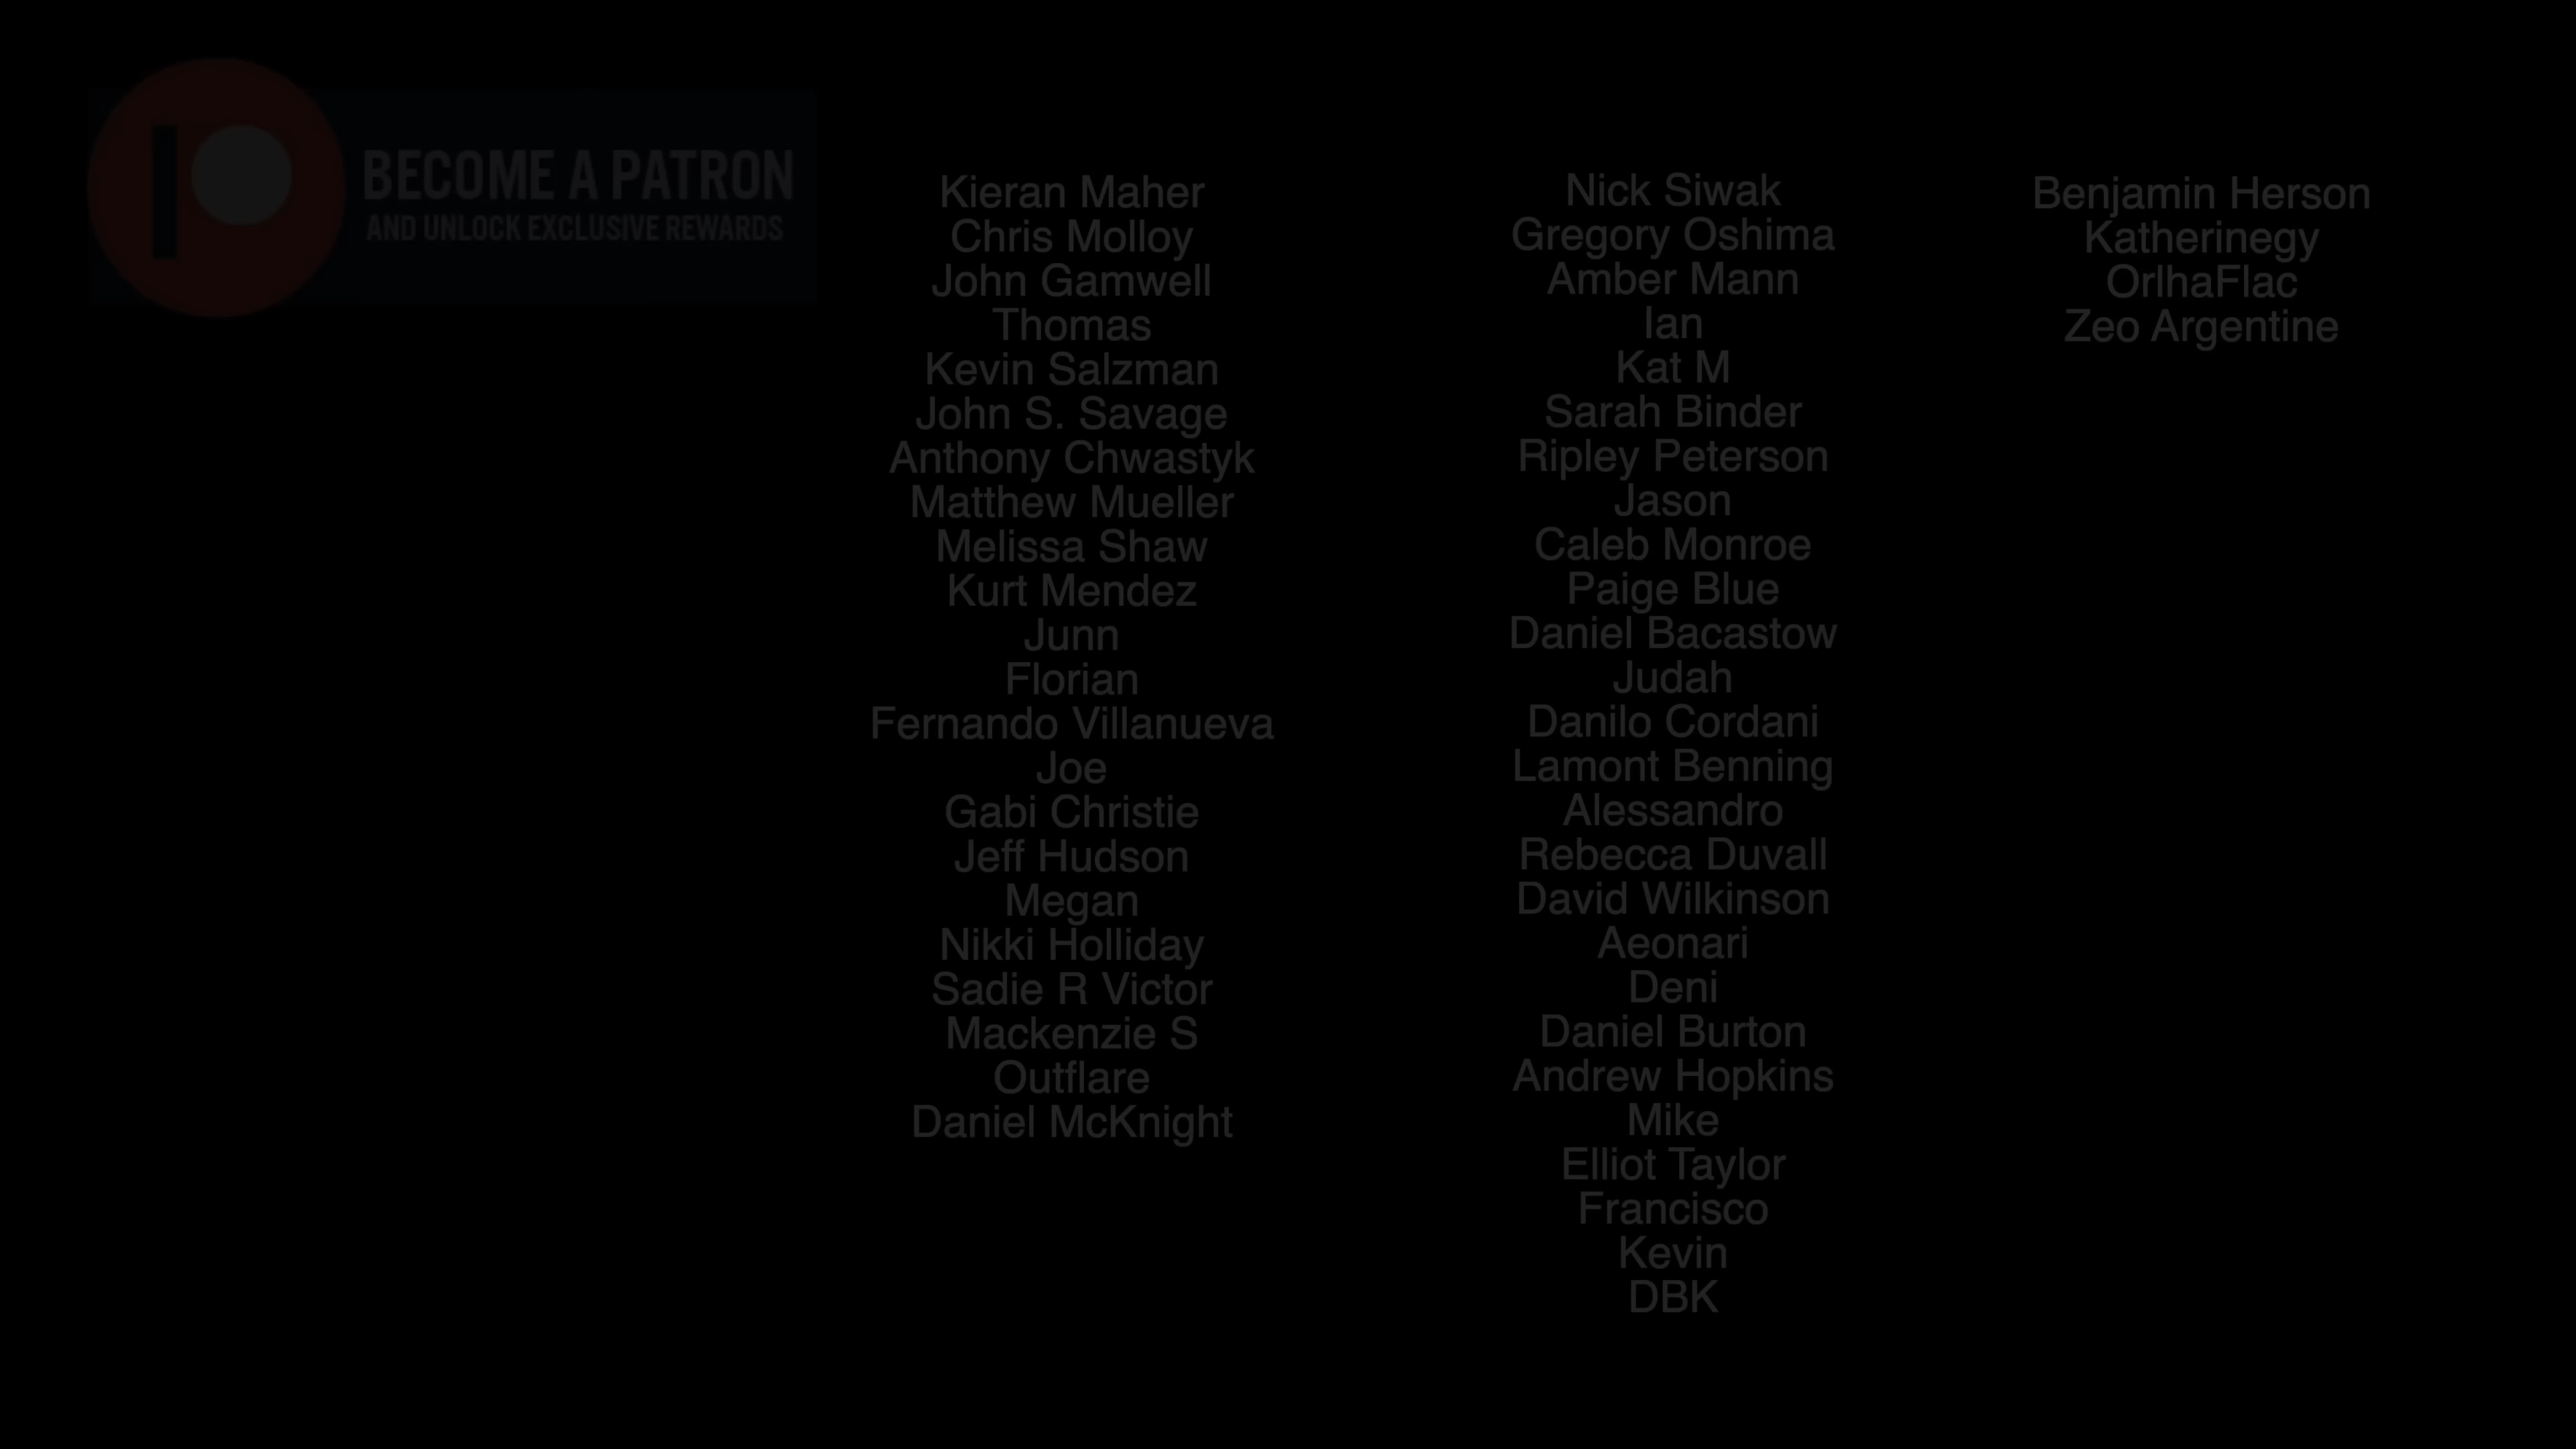 BECOME A PATRON
AND UNLOCK EXCLUSIVE REWARDS
Kieran Maher
Chris Molloy
John Gamwell
Thomas
Kevin Salzman
John S. Savage
Anthony Chwastyk
Matthew Mueller
Melissa Shaw
Kurt Mendez
Junn
Florian
Fernando Villanueva
Joe
Gabi Christie
Jeff Hudson
Megan
Nikki Holliday
Sadie R Victor
Mackenzie S
Outflare
Daniel McKnight
Nick Siwak
Gregory Oshima
Amber Mann
Ian
Kat M
Sarah Binder
Ripley Peterson
Jason
Caleb Monroe
Paige Blue
Daniel Bacastow
Judah
Danilo Cordani
Lamont Benning
Alessandro
Rebecca Duvall
David Wilkinson
Aeonari
Deni
Daniel Burton
Andrew Hopkins
Mike
Elliot Taylor
Francisco
Kevin
DBK
Benjamin Herson
Katherinegy
OrlhaFlac
Zeo Argentine